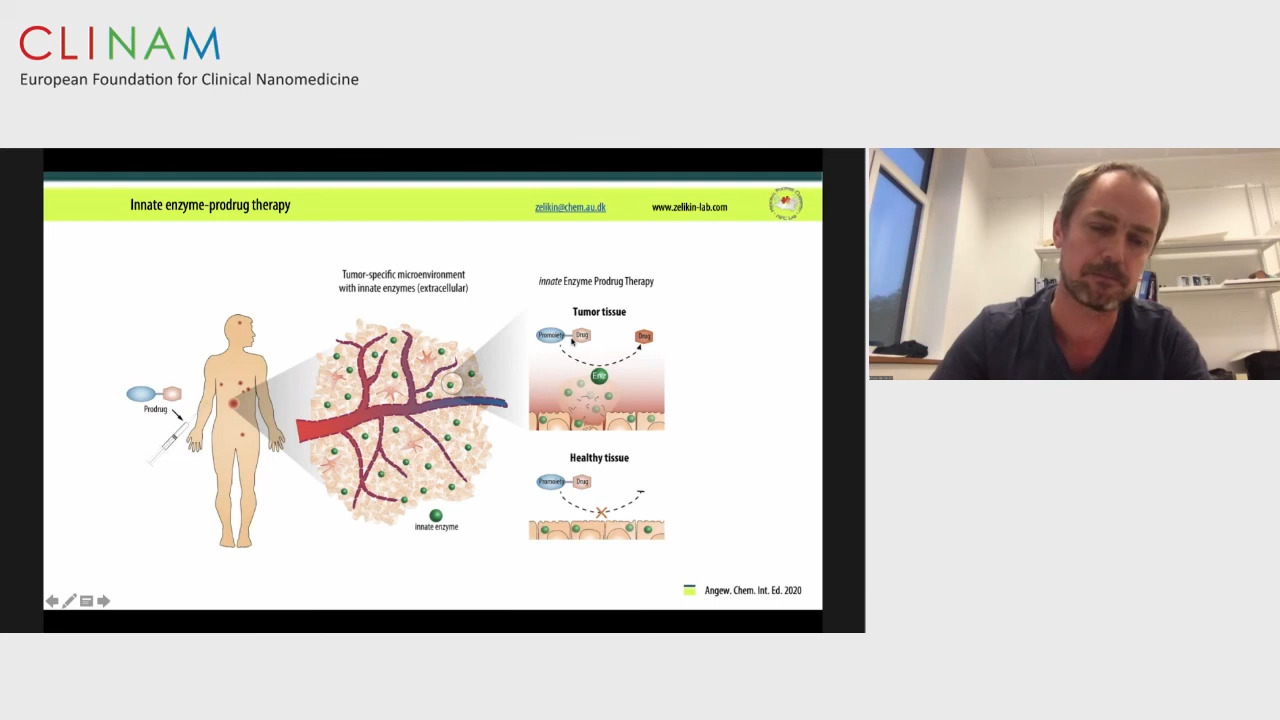 CLINAM
European Foundation for Clinical Nanomedicine
Innate enzyme-prodrug therapy
zelikin@chem.au.dk
www.zelikin-lab.com
Tumor-specific microenvironment
with innate enzymes (extracellular)
innate Enzyme Prodrug Therapy
Tumor tissue
Promoiety
Drug
Drug
Enz
Prodrug
Healthy tissue
Promoiety
Drug
innate enzyme
Angew. Chem. Int. Ed. 2020